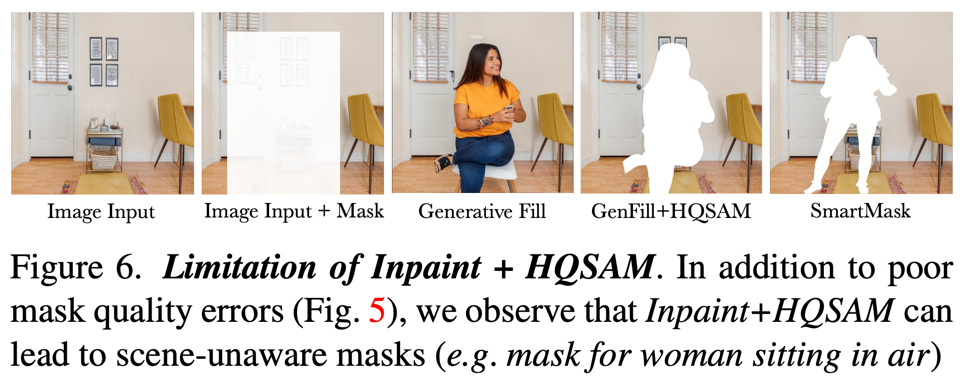 Image Input
Image Input + Mask
Generative Fill
GenFill+HQSAM
SmartMask
Figure 6. Limitation of Inpaint + HQSAM. In addition to poor
mask quality errors (Fig. 5), we observe that Inpaint+HQSAM can
lead to scene-unaware masks (e.g. mask for woman sitting in air)